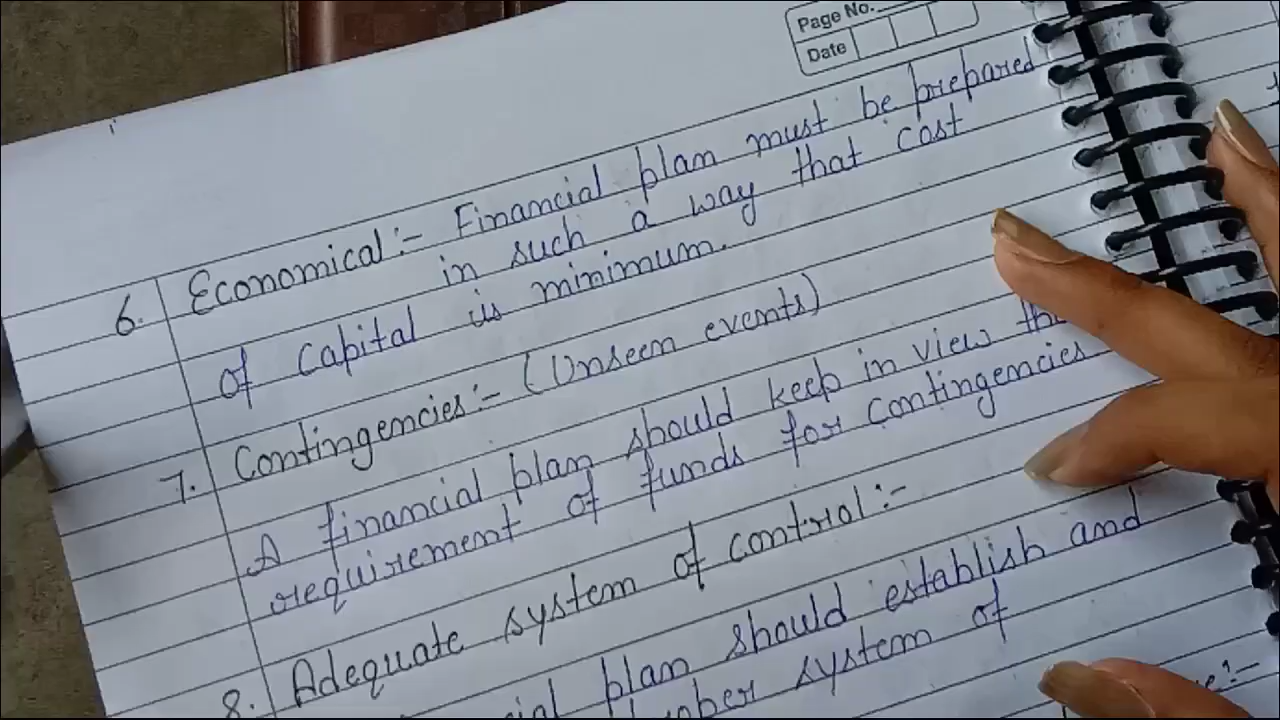 Page No.
Date
6. Economical:- Financial plan must be prepared
in such a way that cost
of capital is minimum.
7. Contingencies:- (Unseen events)
A financial plan should keep in view
requirement of funds for contingencies
8. Adequate system of control:-
plan should establish and
system of